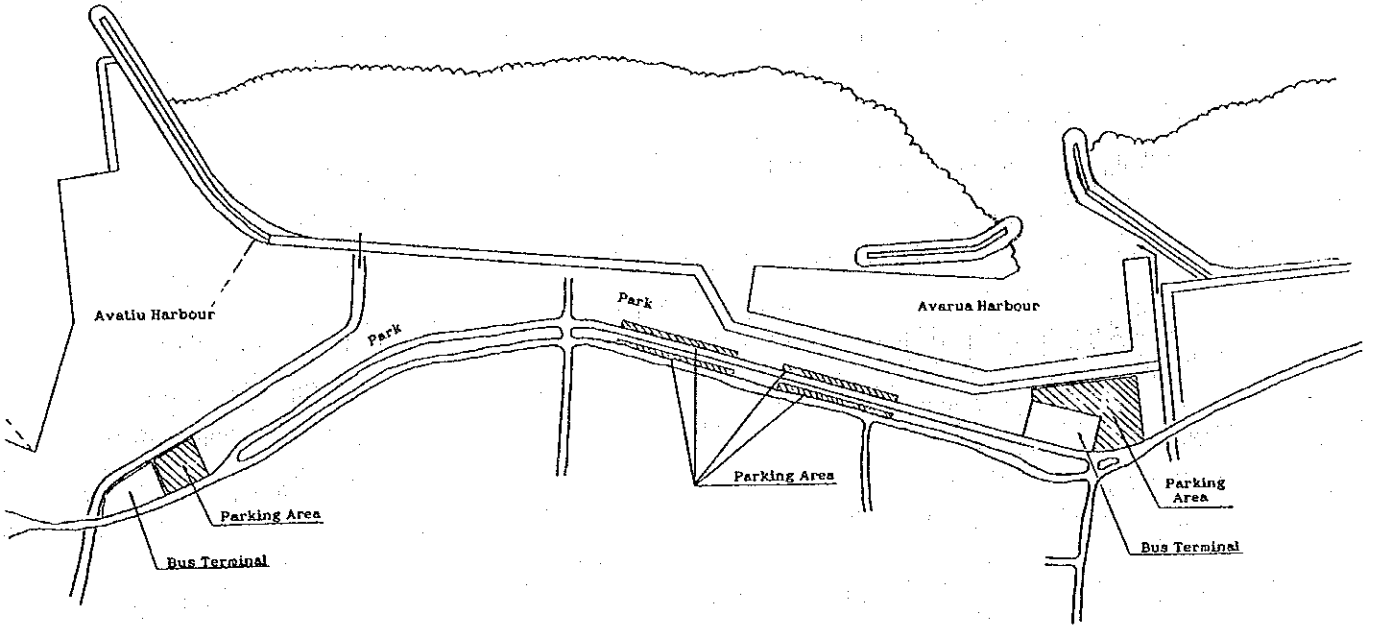 Avatiu Harbour
Park
Park
Avarua Harbour
Parking Area
Parking Area
Parking
Area
Bus Terminal
Bus Terminal